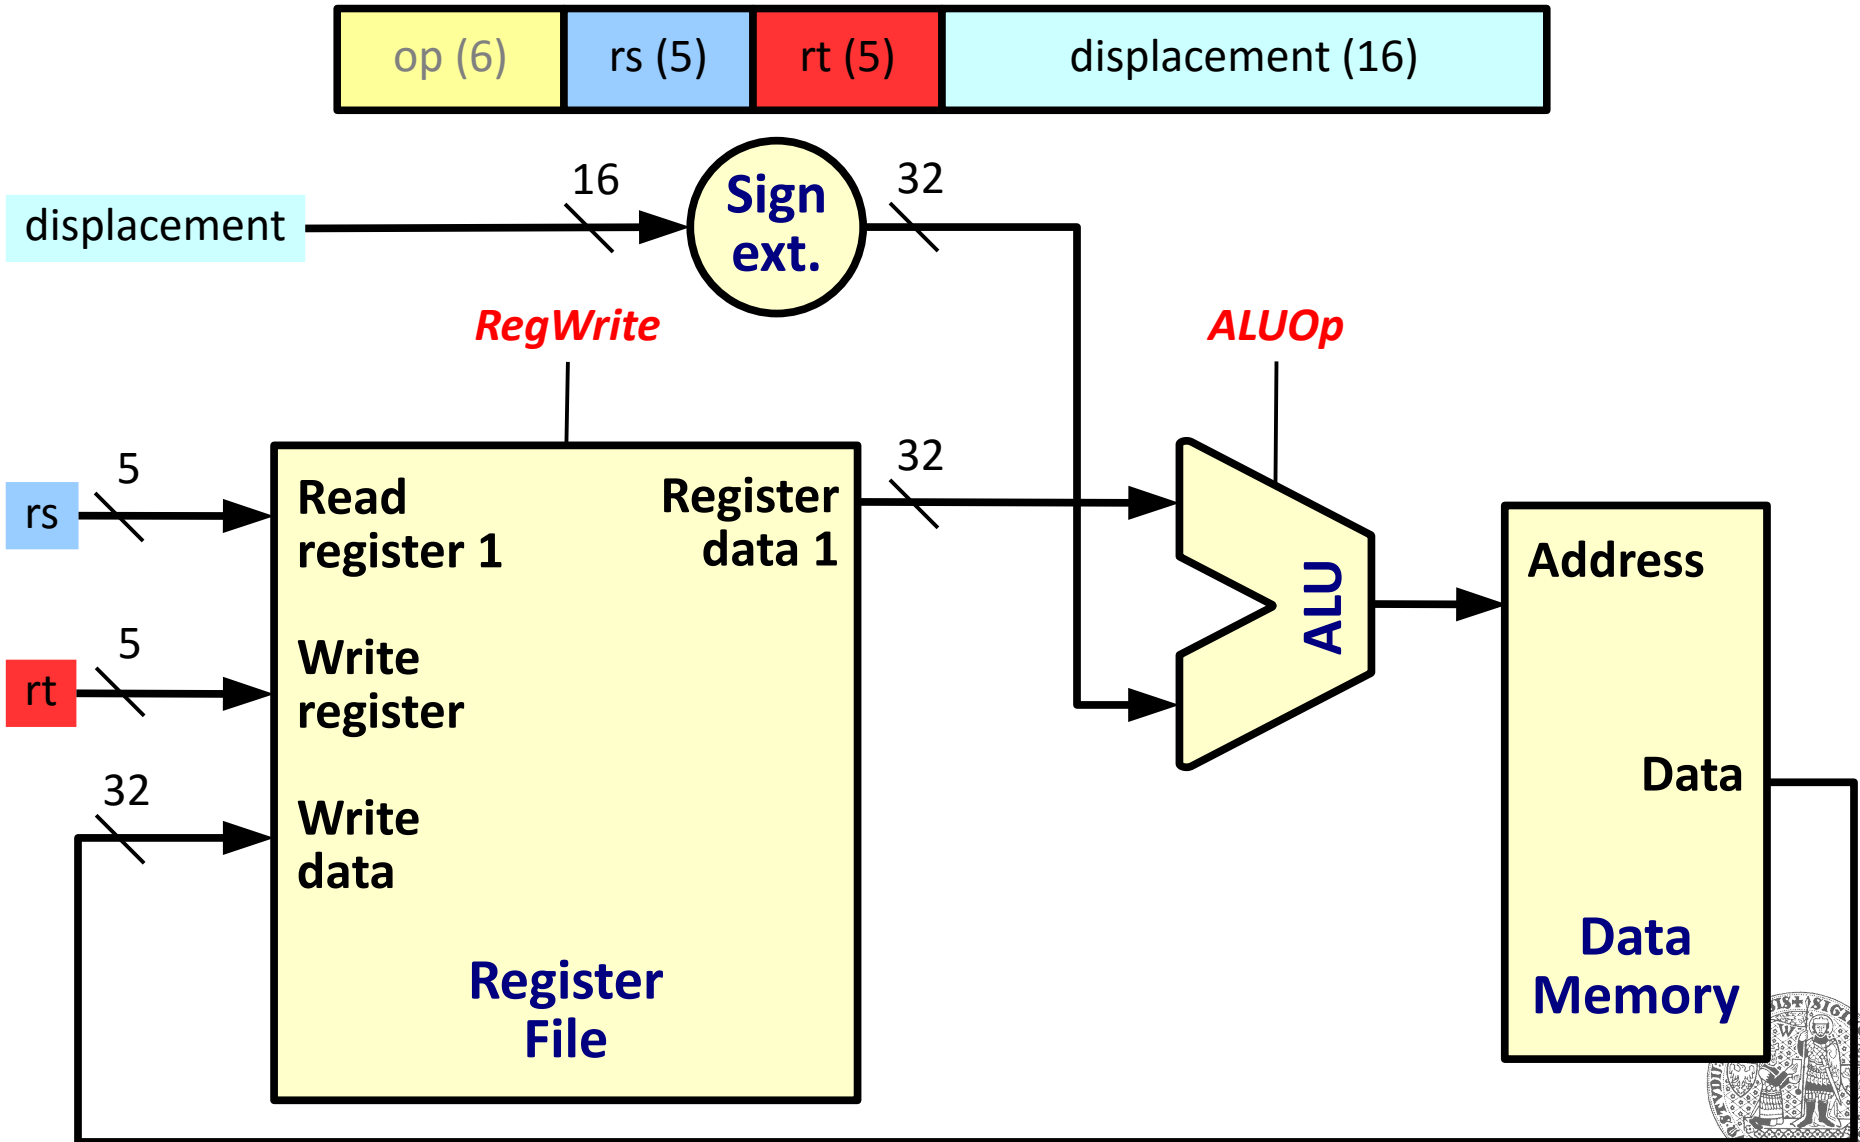 op (6) rs (5) rt (5) displacement (16)
16
32
displacement
Sign
ext.
RegWrite
ALUOp
5
32
rs
Read
register 1
Register
data 1
Address
ALU
5
rt
Write
register
Data
32
Write
data
Data
Memory
Register
File